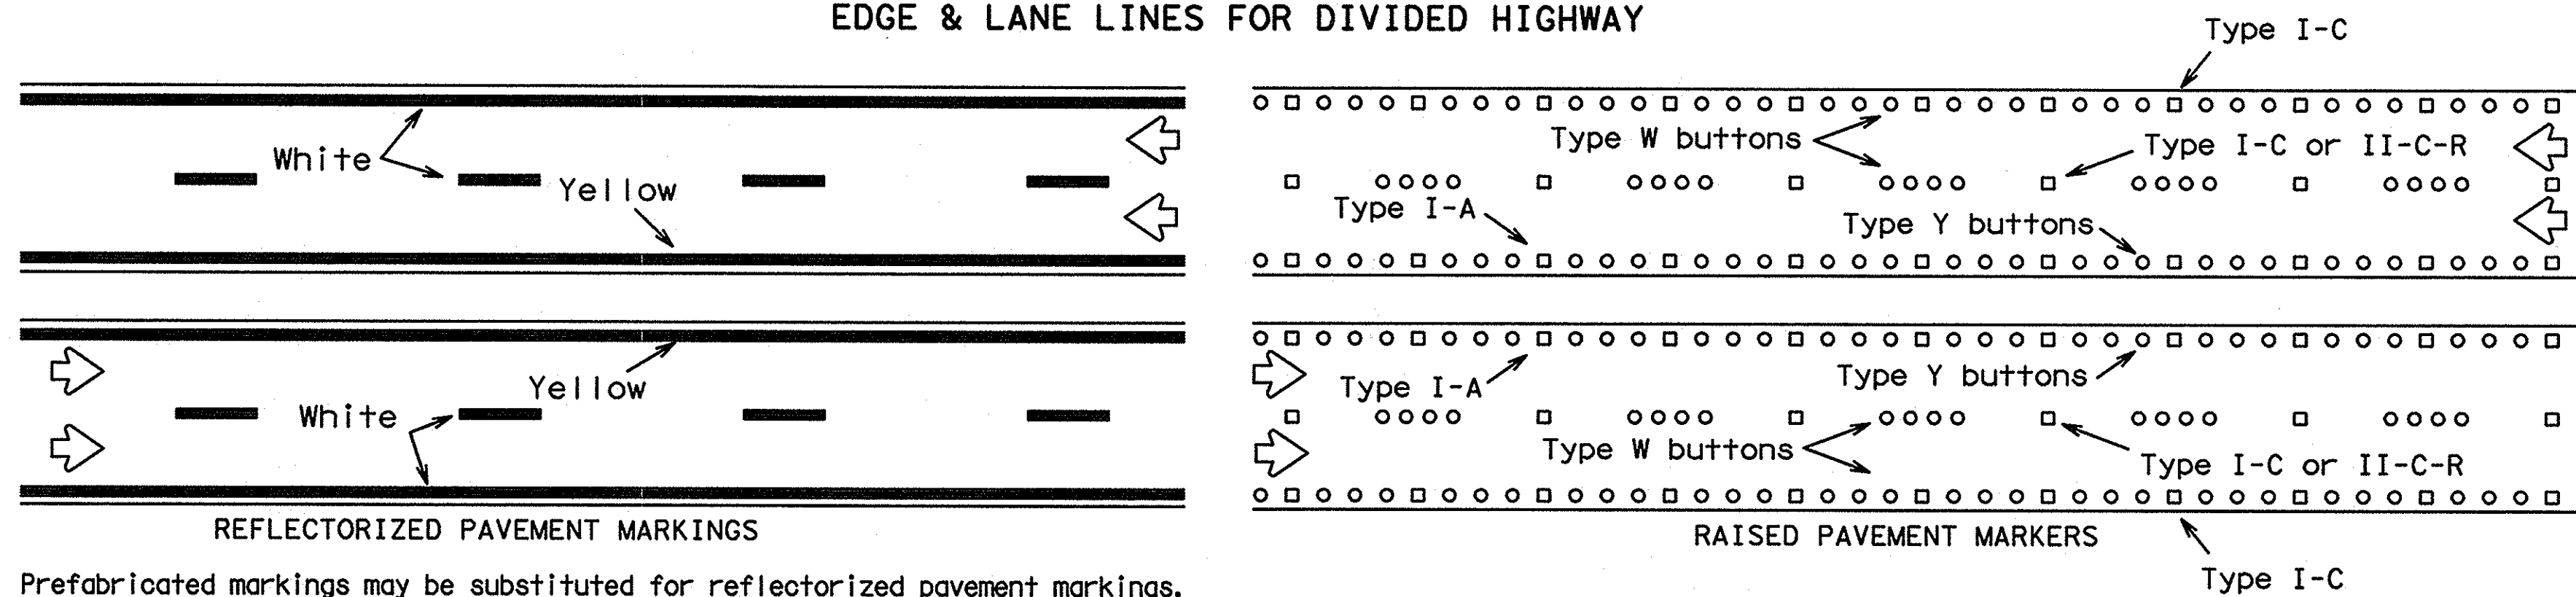 EDGE & LANE LINES FOR DIVIDED HIGHWAY
Type I-C
White
Yellow
Type W buttons
Type I-C or II-C-R
Type I-A
Type Y buttons
Yellow
White
Type I-A
Type Y buttons
Type W buttons
Type I-C or II-C-R
REFLECTORIZED PAVEMENT MARKINGS
RAISED PAVEMENT MARKERS
Type I-C
Prefabricated markings may be substituted for reflectorized pavement markings.